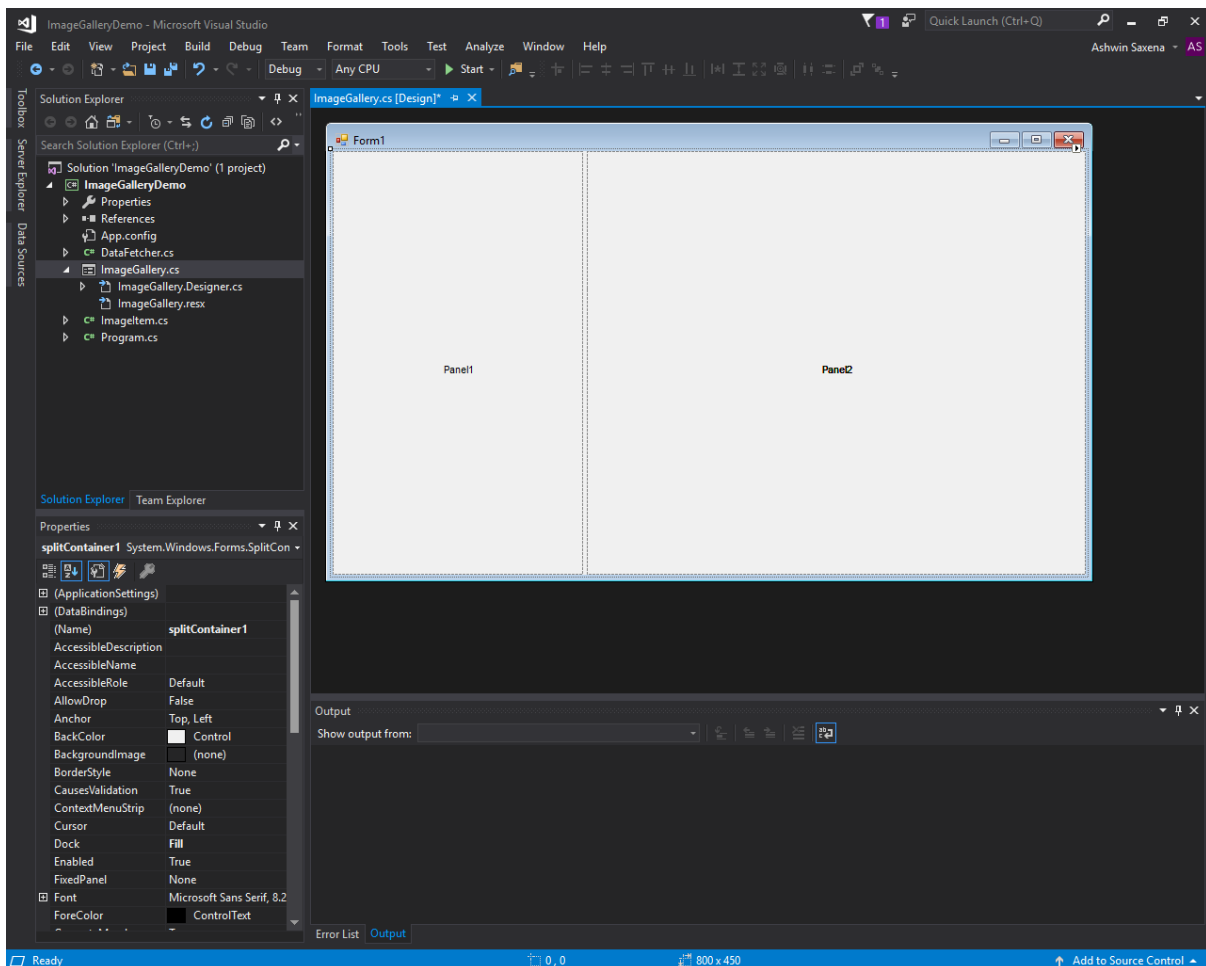 ImageGalleryDemo - Microsoft Visual Studio
1
Quick Launch (Ctrl+Q)
File Edit View Project Build Debug Team Format Tools Test Analyze Window Help
Ashwin Saxena AS
Debug Any CPU Start
Toolbox
Server Explorer
Data Sources
Solution Explorer
Search Solution Explorer (Ctrl+;)
Solution 'ImageGalleryDemo' (1 project)
C# ImageGalleryDemo
Properties
References
App.config
C# DataFetcher.cs
ImageGallery.cs
ImageGallery.Designer.cs
ImageGallery.resx
C# ImageItem.cs
C# Program.cs
Solution Explorer Team Explorer
ImageGallery.cs [Design]*
Form1
Panel1
Panel2
Properties
splitContainer1 System.Windows.Forms.SplitCon
(ApplicationSettings)
(DataBindings)
(Name) splitContainer1
AccessibleDescription
AccessibleName
AccessibleRole Default
AllowDrop False
Anchor Top, Left
BackColor Control
BackgroundImage (none)
BorderStyle None
CausesValidation True
ContextMenuStrip (none)
Cursor Default
Dock Fill
Enabled True
FixedPanel None
Font Microsoft Sans Serif, 8.2
ForeColor ControlText
Output
Show output from:
Error List Output
Ready
0 , 0
800 x 450
Add to Source Control